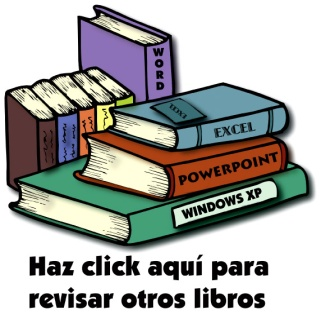 WORD
EXCEL
POWERPOINT
WINDOWS XP
Haz click aquí para
revisar otros libros